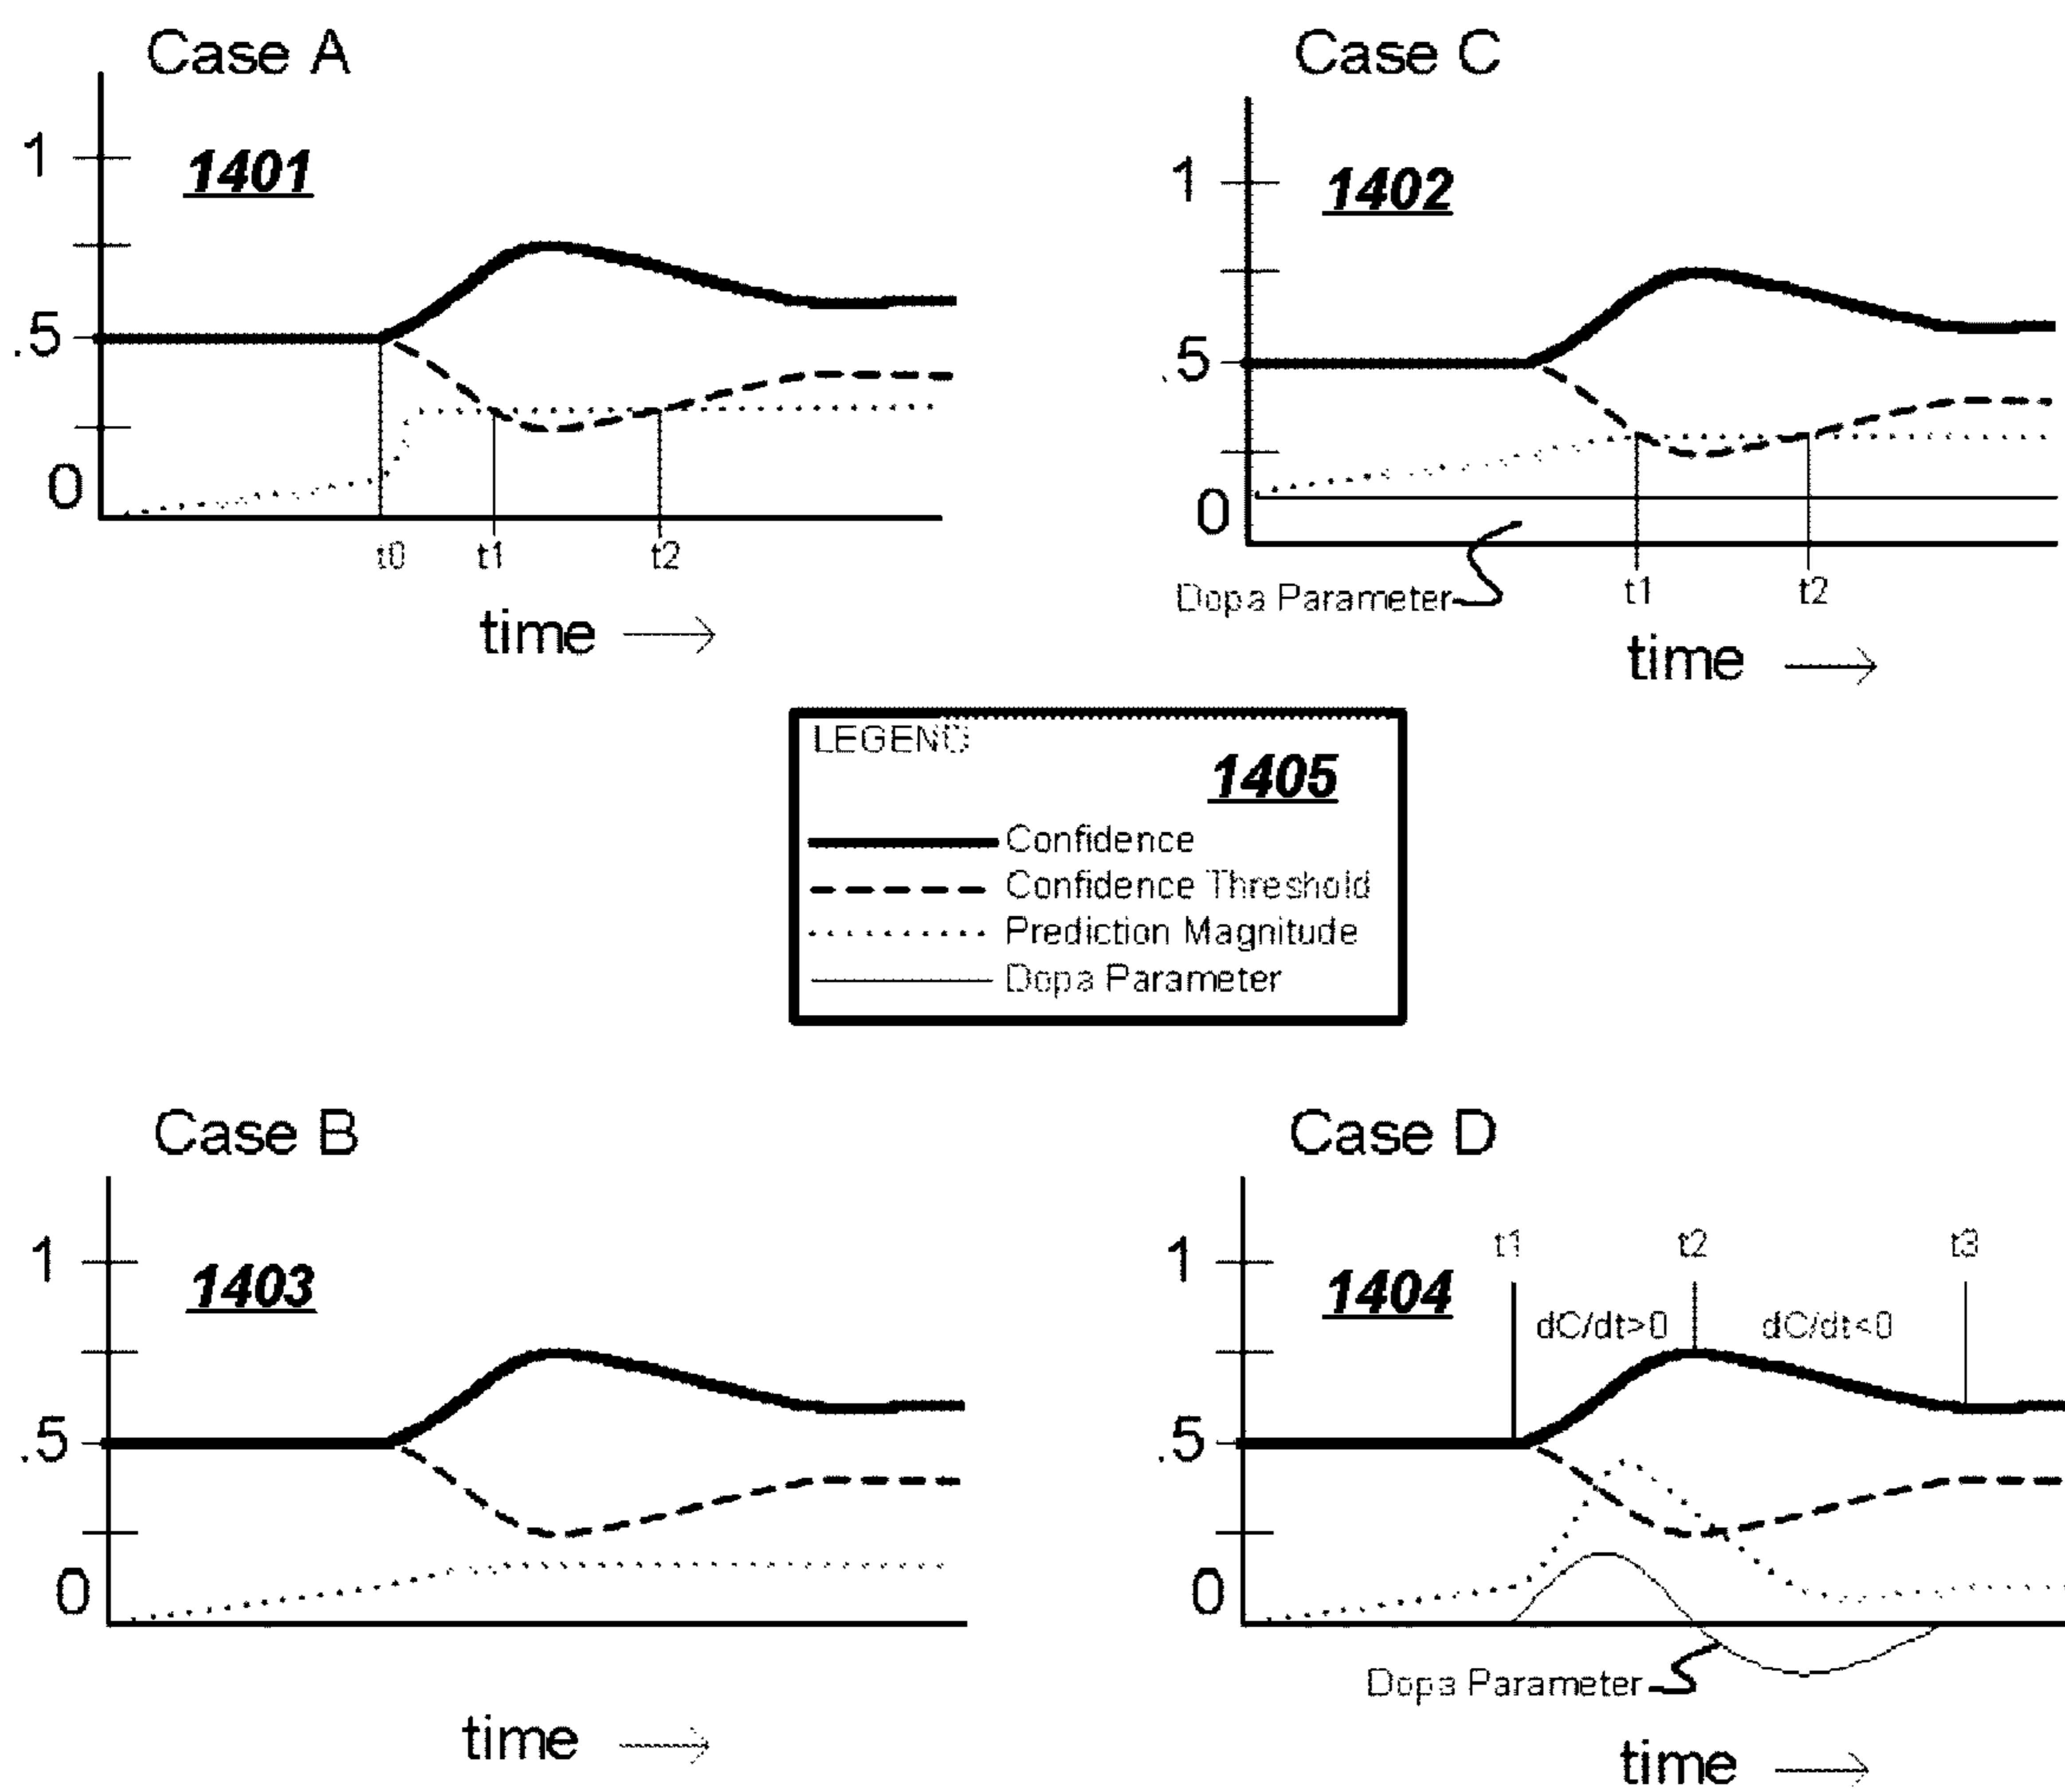 Case A
1401
1
.5
0
t0
t1
t2
time
Case C
1402
1
.5
0
Dopa Parameter
t1
t2
time
LEGEND
1405
Confidence
Confidence Threshold
Prediction Magnitude
Dopa Parameter
Case B
1403
1
.5
0
time
Case D
1404
t1
t2
t3
1
dC/dt>0
dC/dt<0
.5
0
Dopa Parameter
time